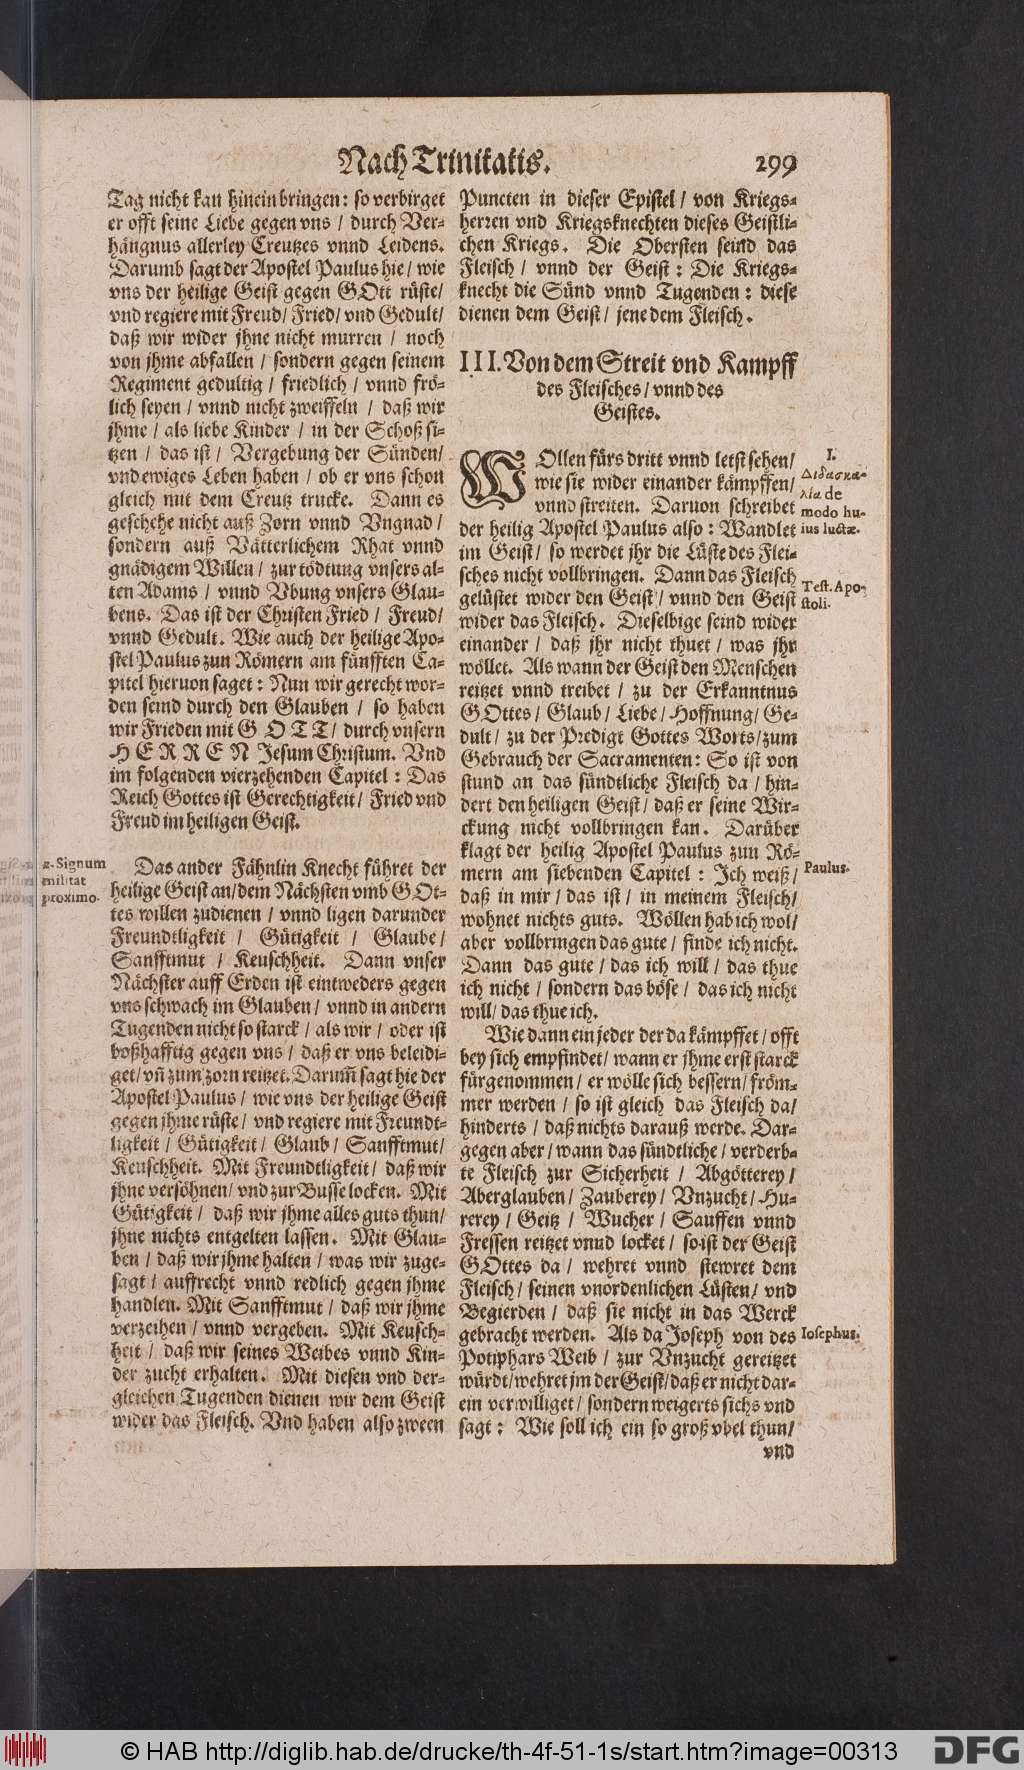 Nach Trinitatis. 299
Tag nicht kan hinein bringen: so verbirget
er offt seine Liebe gegen vns / durch Ver-
hängnus allerley Creutzes vnnd Leidens.
Darumb sagt der Apostel Paulus hie / wie
vns der heilige Geist gegen GOtt rüste/
vnd regiere mit Freud/ Fried/ vnd Gedult/
daß wir wider jhne nicht murren / noch
von jhme abfallen / sondern gegen seinem
Regiment gedultig / friedlich / vnnd frö-
lich seyen / vnnd nicht zweiffeln / daß wir
jhme / als liebe Kinder / in der Schoß si-
tzen / das ist / Vergebung der Sünden/
vnd ewiges Leben haben / ob er vns schon
gleich mit dem Creutz trucke. Dann es
geschehe nicht auß Zorn vnnd Vngnad /
sondern auß Vätterlichem Rhat vnnd
gnädigem Willen / zur tödtung vnsers al-
ten Adams / vnnd Vbung vnsers Glau-
bens. Das ist der Christen Fried / Freud/
vnnd Gedult. Wie auch der heilige Apo-
stel Paulus zun Römern am fünfften Ca-
pitel hieruon saget: Nun wir gerecht wor-
den seind durch den Glauben / so haben
wir Frieden mit G O T T / durch vnsern
H E R R E N Jesum Christum. Vnd
im folgenden vierzehenden Capitel: Das
Reich Gottes ist Gerechtigkeit / Fried vnd
Freud im heiligen Geist.
2. Signum
militat
proximo.
Das ander Fähnlin Knecht führet der
heilige Geist an/ dem Nächsten vmb GOt-
tes willen zudienen / vnnd ligen darunder
Freundtligkeit / Gütigkeit / Glaube/
Sanfftmut / Keuschheit. Dann vnser
Nächster auff Erden ist eintweders gegen
vns schwach im Glauben / vnnd in andern
Tugenden nicht so starck / als wir / oder ist
boßhafftig gegen vns / daß er vns beleidi-
get/ vñ zum zorn reitzet. Darum̃ sagt hie der
Apostel Paulus / wie vns der heilige Geist
gegen jhme rüste / vnd regiere mit Freundt-
ligkeit / Gütigkeit / Glaub / Sanfftmut/
Keuschheit. Mit Freundtligkeit / daß wir
jhne versöhnen/ vnd zur Busse locken. Mit
Gütigkeit / daß wir jhme alles guts thun/
jhne nichts entgelten lassen. Mit Glau-
ben / daß wir jhme halten / was wir zuge-
sagt / auffrecht vnnd redlich gegen jhme
handlen. Mit Sanfftmut / daß wir jhme
verzeihen / vnnd vergeben. Mit Keusch-
heit / daß wir seines Weibes vnnd Kin-
der zucht erhalten. Mit diesen vnd der-
gleichen Tugenden dienen wir dem Geist
wider das Fleisch. Vnd haben also zween
Puncten in dieser Epistel / von Kriegs-
herren vnd Kriegsknechten dieses Geistli-
chen Kriegs. Die Obersten seind das
Fleisch / vnnd der Geist: Die Kriegs-
knecht die Sünd vnnd Tugenden: diese
dienen dem Geist / jene dem Fleisch.
III. Von dem Streit vnd Kampff
des Fleisches / vnnd des
Geistes.
WOllen fürs dritt vnnd letst sehen/
wie sie wider einander kämpffen/
vnnd streiten. Daruon schreibet
der heilig Apostel Paulus also: Wandlet
im Geist / so werdet jhr die Lüste des Flei-
sches nicht vollbringen. Dann das Fleisch
gelüstet wider den Geist / vnnd den Geist
wider das Fleisch. Dieselbige seind wider
einander / daß jhr nicht thuet / was jhr
wöllet. Als wann der Geist den Menschen
reitzet vnnd treibet / zu der Erkanntnus
GOttes / Glaub / Liebe / Hoffnung / Ge-
dult / zu der Predigt Gottes Worts/ zum
Gebrauch der Sacramenten: So ist von
stund an das sündtliche Fleisch da / hin-
dert den heiligen Geist / daß er seine Wir-
ckung nicht vollbringen kan. Darüber
klagt der heilig Apostel Paulus zun Rö-
mern am siebenden Capitel: Ich weiß/
daß in mir / das ist / in meinem Fleisch/
wohnet nichts guts. Wöllen hab ich wol/
aber vollbringen das gute / finde ich nicht.
Dann das gute / das ich will / das thue
ich nicht / sondern das böse / das ich nicht
will / das thue ich.
Wie dann ein jeder der da kämpffet / offt
bey sich empfindet/ wann er jhme erst starck
fürgenommen / er wölle sich bessern / fröm-
mer werden / so ist gleich das Fleisch da/
hinderts / daß nichts darauß werde. Dar-
gegen aber / wann das sündtliche / verderb-
te Fleisch zur Sicherheit / Abgötterey /
Aberglauben / Zauberey / Vnzucht / Hu-
rerey / Geitz / Wucher / Sauffen vnnd
Fressen reitzet vnnd locket / so ist der Geist
GOttes da / wehret vnnd stewret dem
Fleisch / seinen vnordenlichen Lüsten / vnd
Begierden / daß sie nicht in das Werck
gebracht werden. Als da Joseph von des
Potiphars Weib / zur Vnzucht gereitzet
würdt / wehret jm der Geist / daß er nicht dar-
ein verwilliget / sondern weigerts sichs vnd
sagt: Wie soll ich ein so groß vbel thun/
vnd
I.
Διδασκα-
λία de
modo hu-
ius luctæ.
Test. Apo-
stoli.
Paulus.
Iosephus.
© HAB http://diglib.hab.de/drucke/th-4f-51-1s/start.htm?image=00313
DFG